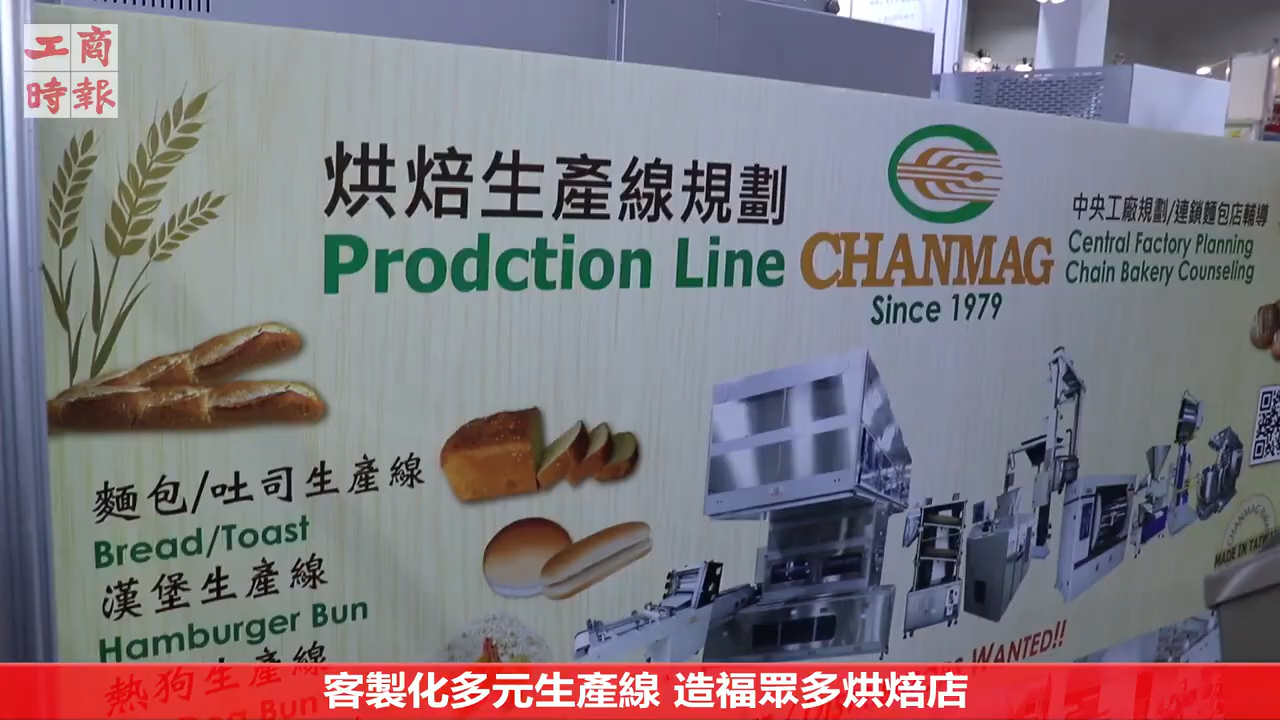 工商
時報
烘焙生產線規劃
Prodction Line
CHANMAG
Since 1979
中央工廠規劃/連鎖麵包店輔導
Central Factory Planning
Chain Bakery Counseling
麵包/吐司生產線
Bread/Toast
漢堡生產線
Hamburger Bun
熱狗生產線
MADE IN TAIWAN
WANTED!!
客製化多元生產線 造福眾多烘焙店